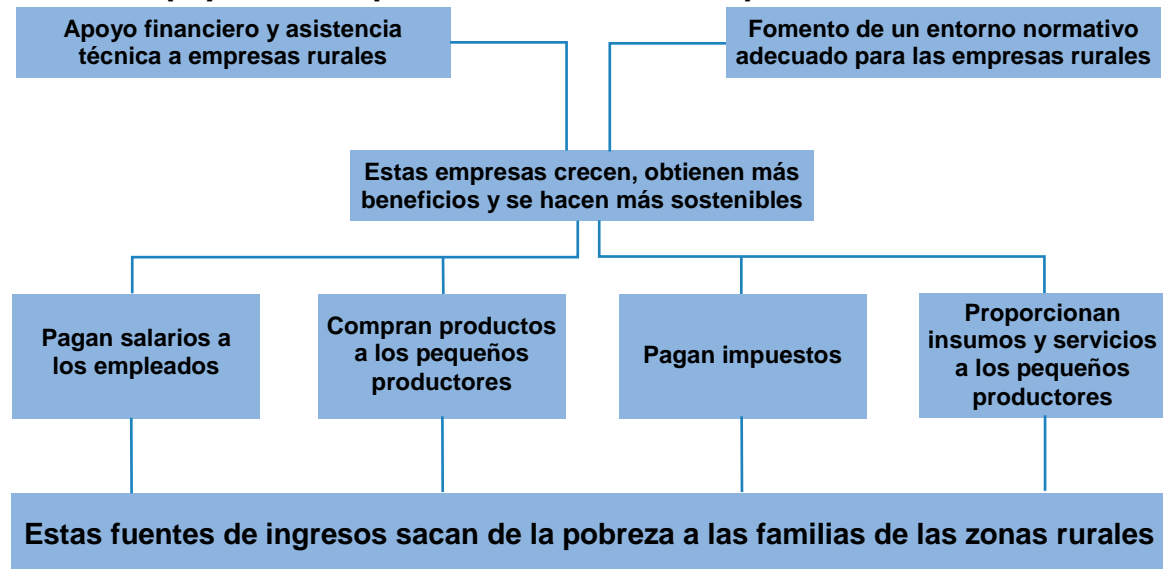 Apoyo financiero y asistencia
técnica a empresas rurales
Fomento de un entorno normativo
adecuado para las empresas rurales
Estas empresas crecen, obtienen más
beneficios y se hacen más sostenibles
Pagan salarios a
los empleados
Compran productos
a los pequeños
productores
Pagan impuestos
Proporcionan
insumos y servicios
a los pequeños
productores
Estas fuentes de ingresos sacan de la pobreza a las familias de las zonas rurales